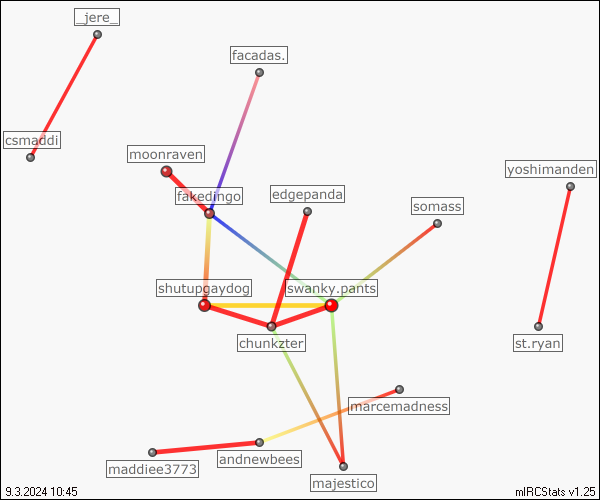 _jere_
facadas.
csmaddi
moonraven
yoshimanden
fakedingo
edgepanda
somass
shutupgaydog
swanky.pants
chunkzter
st.ryan
marcemadness
andnewbees
maddiee3773
majestico
9.3.2024 10:45
mIRCStats v1.25